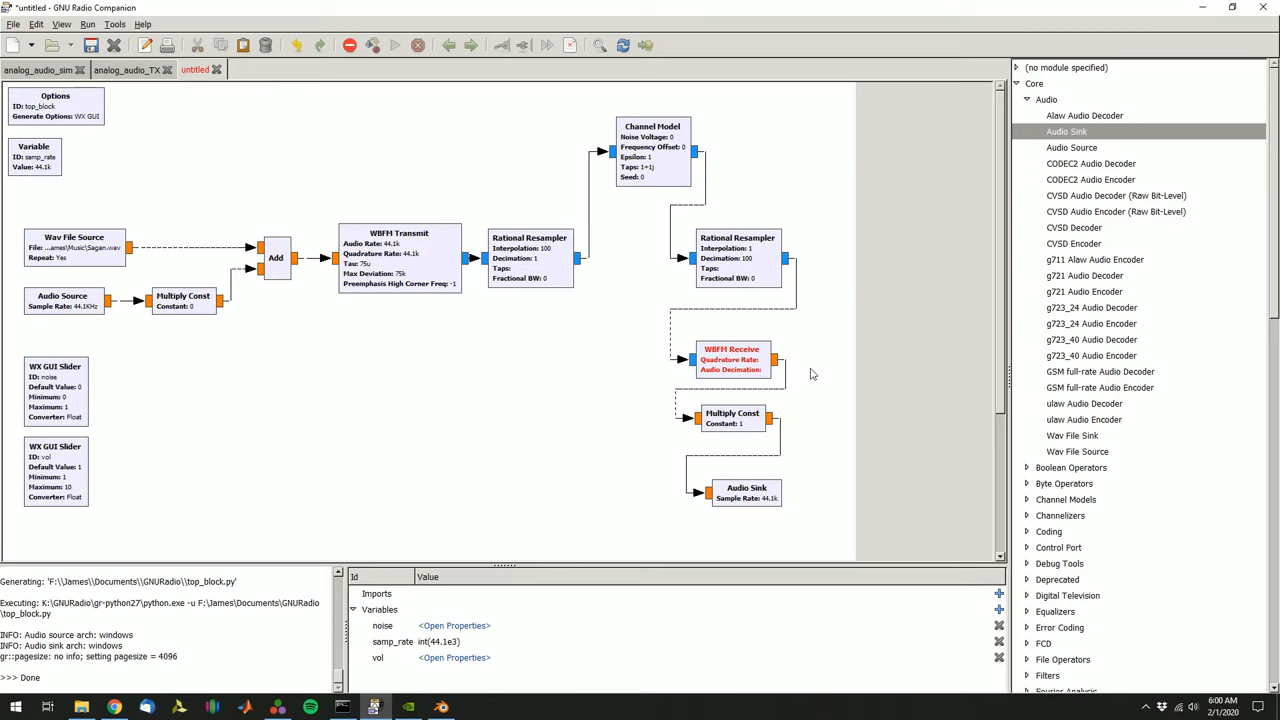 *untitled - GNU Radio Companion
File Edit View Run Tools Help
analog_audio_sim analog_audio_TX untitled
Options
ID: top_block
Generate Options: WX GUI
Variable
ID: samp_rate
Value: 44.1k
Wav File Source
File: ...ames\Music\Sagan.wav
Repeat: Yes
Audio Source
Sample Rate: 44.1KHz
Multiply Const
Constant: 0
Add
WBFM Transmit
Audio Rate: 44.1k
Quadrature Rate: 44.1k
Tau: 75u
Max Deviation: 75k
Preemphasis High Corner Freq: -1
Rational Resampler
Interpolation: 100
Decimation: 1
Taps:
Fractional BW: 0
Channel Model
Noise Voltage: 0
Frequency Offset: 0
Epsilon: 1
Taps: 1+1j
Seed: 0
Rational Resampler
Interpolation: 1
Decimation: 100
Taps:
Fractional BW: 0
WBFM Receive
Quadrature Rate:
Audio Decimation:
Multiply Const
Constant: 1
Audio Sink
Sample Rate: 44.1k
WX GUI Slider
ID: noise
Default Value: 0
Minimum: 0
Maximum: 1
Converter: Float
WX GUI Slider
ID: vol
Default Value: 1
Minimum: 1
Maximum: 10
Converter: Float
(no module specified)
Core
Audio
Alaw Audio Decoder
Audio Sink
Audio Source
CODEC2 Audio Decoder
CODEC2 Audio Encoder
CVSD Audio Decoder (Raw Bit-Level)
CVSD Audio Encoder (Raw Bit-Level)
CVSD Decoder
CVSD Encoder
g711 Alaw Audio Encoder
g721 Audio Decoder
g721 Audio Encoder
g723_24 Audio Decoder
g723_24 Audio Encoder
g723_40 Audio Decoder
g723_40 Audio Encoder
GSM full-rate Audio Decoder
GSM full-rate Audio Encoder
ulaw Audio Decoder
ulaw Audio Encoder
Wav File Sink
Wav File Source
Boolean Operators
Byte Operators
Channel Models
Channelizers
Coding
Control Port
Debug Tools
Deprecated
Digital Television
Equalizers
Error Coding
FCD
File Operators
Filters
Fourier Analysis
Generating: 'F:\\James\\Documents\\GNURadio\\top_block.py'
Executing: K:\GNURadio\gr-python27\python.exe -u F:\James\Documents\GNURadio
\top_block.py
INFO: Audio source arch: windows
INFO: Audio sink arch: windows
gr::pagesize: no info; setting pagesize = 4096
>>> Done
Id Value
Imports
Variables
noise <Open Properties>
samp_rate int(44.1e3)
vol <Open Properties>
6:00 AM
2/1/2020